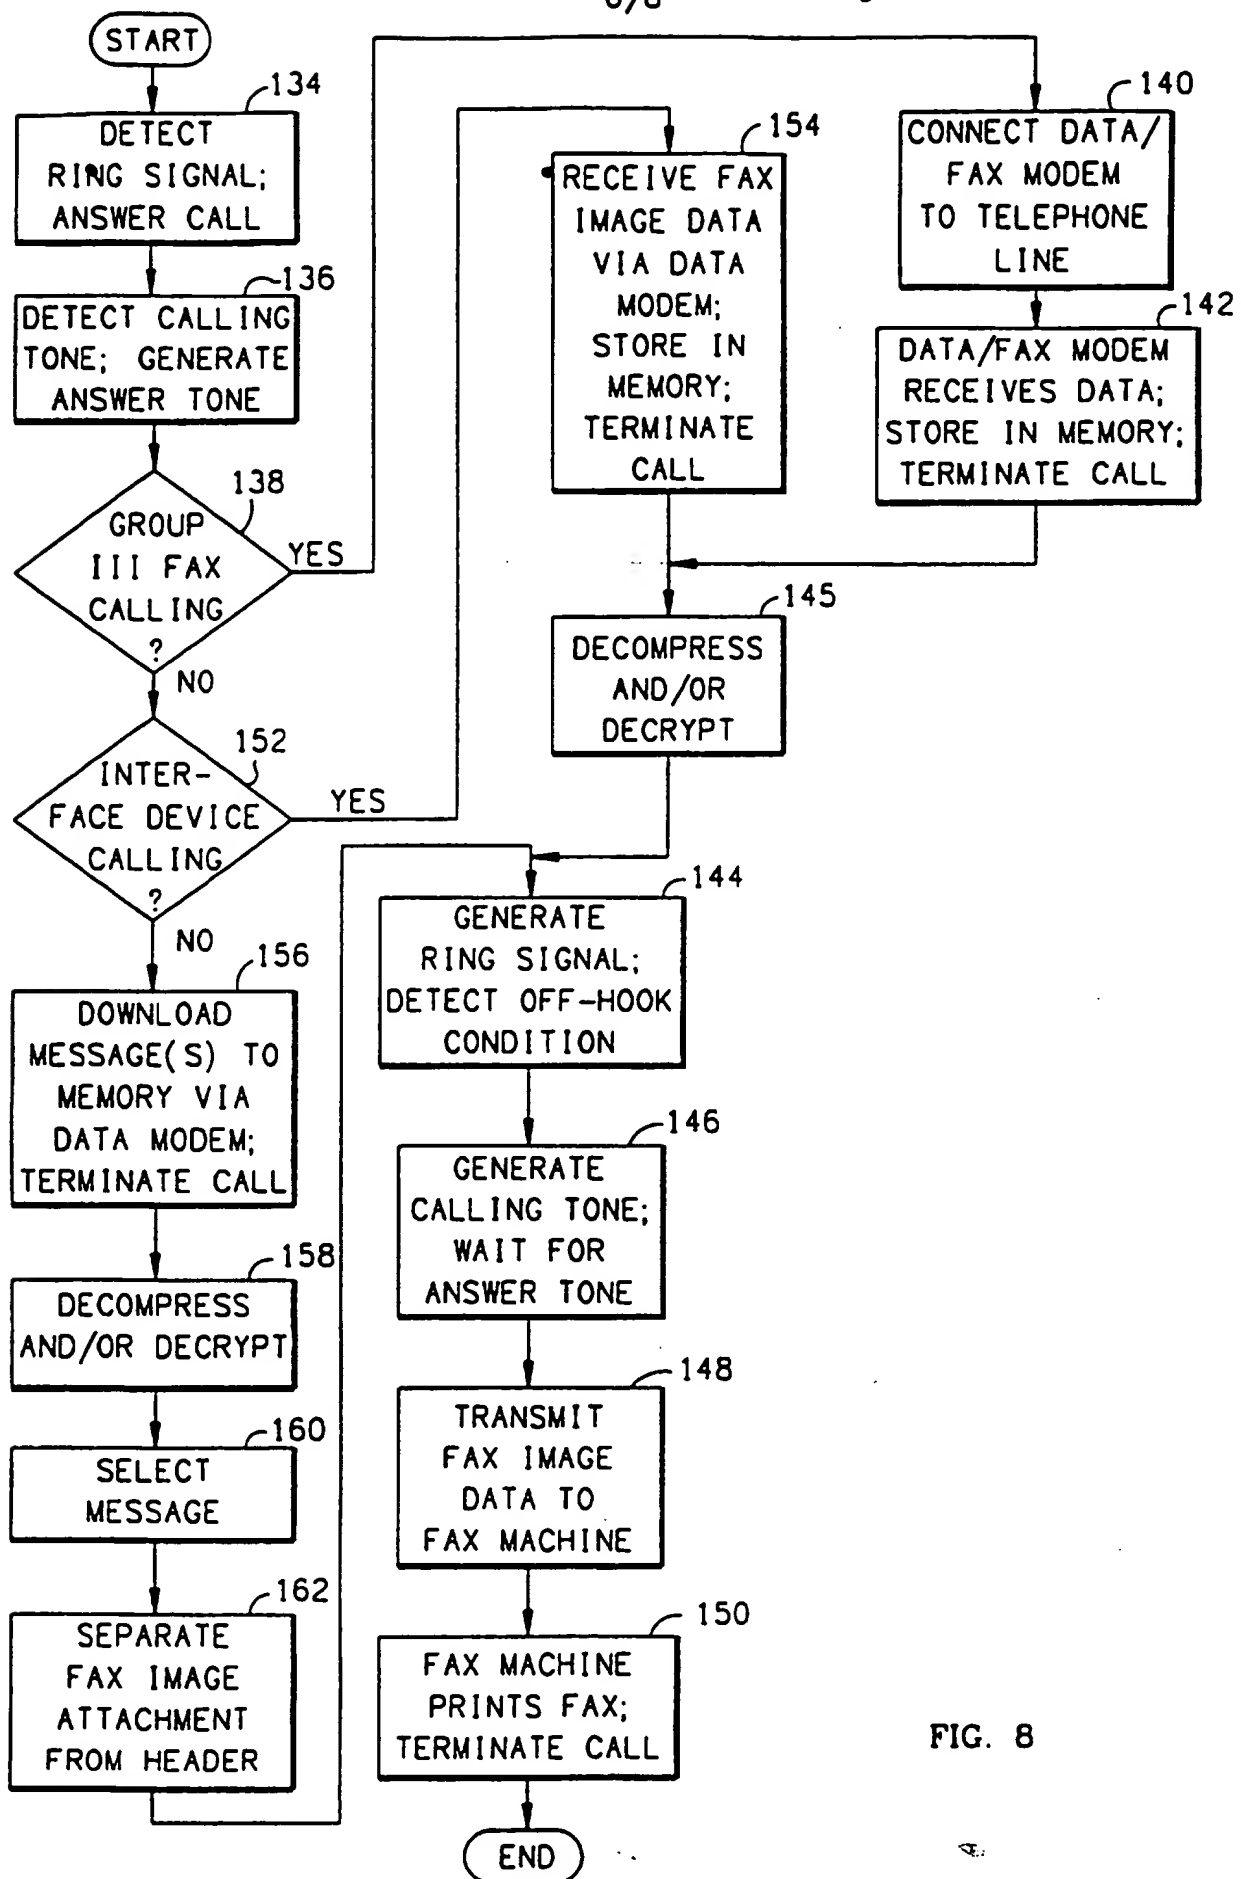 START
134
DETECT
RING SIGNAL;
ANSWER CALL
136
DETECT CALLING
TONE; GENERATE
ANSWER TONE
138
GROUP
III FAX
CALLING
?
YES
NO
152
INTER-
FACE DEVICE
CALLING
?
YES
NO
156
DOWNLOAD
MESSAGE(S) TO
MEMORY VIA
DATA MODEM;
TERMINATE CALL
158
DECOMPRESS
AND/OR DECRYPT
160
SELECT
MESSAGE
162
SEPARATE
FAX IMAGE
ATTACHMENT
FROM HEADER
154
RECEIVE FAX
IMAGE DATA
VIA DATA
MODEM;
STORE IN
MEMORY;
TERMINATE
CALL
140
CONNECT DATA/
FAX MODEM
TO TELEPHONE
LINE
142
DATA/FAX MODEM
RECEIVES DATA;
STORE IN MEMORY;
TERMINATE CALL
145
DECOMPRESS
AND/OR
DECRYPT
144
GENERATE
RING SIGNAL;
DETECT OFF-HOOK
CONDITION
146
GENERATE
CALLING TONE;
WAIT FOR
ANSWER TONE
148
TRANSMIT
FAX IMAGE
DATA TO
FAX MACHINE
150
FAX MACHINE
PRINTS FAX;
TERMINATE CALL
END
FIG. 8